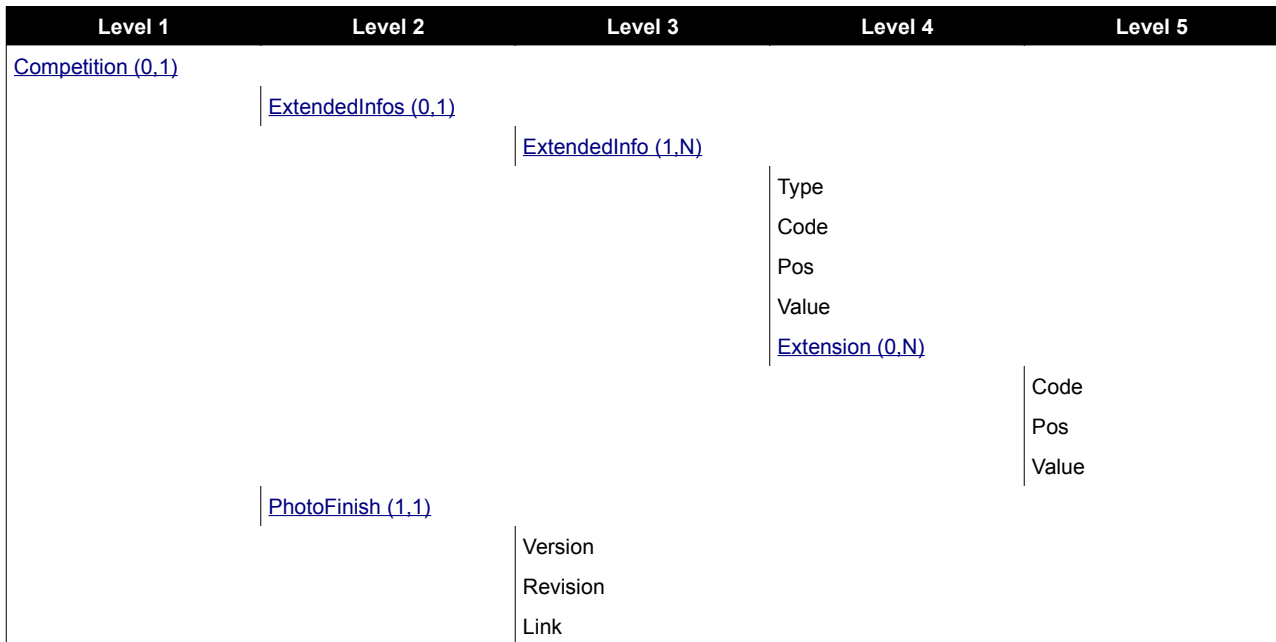 Level 1 Level 2 Level 3 Level 4 Level 5
Competition (0,1)
ExtendedInfos (0,1)
ExtendedInfo (1,N)
Type
Code
Pos
Value
Extension (0,N)
Code
Pos
Value
PhotoFinish (1,1)
Version
Revision
Link